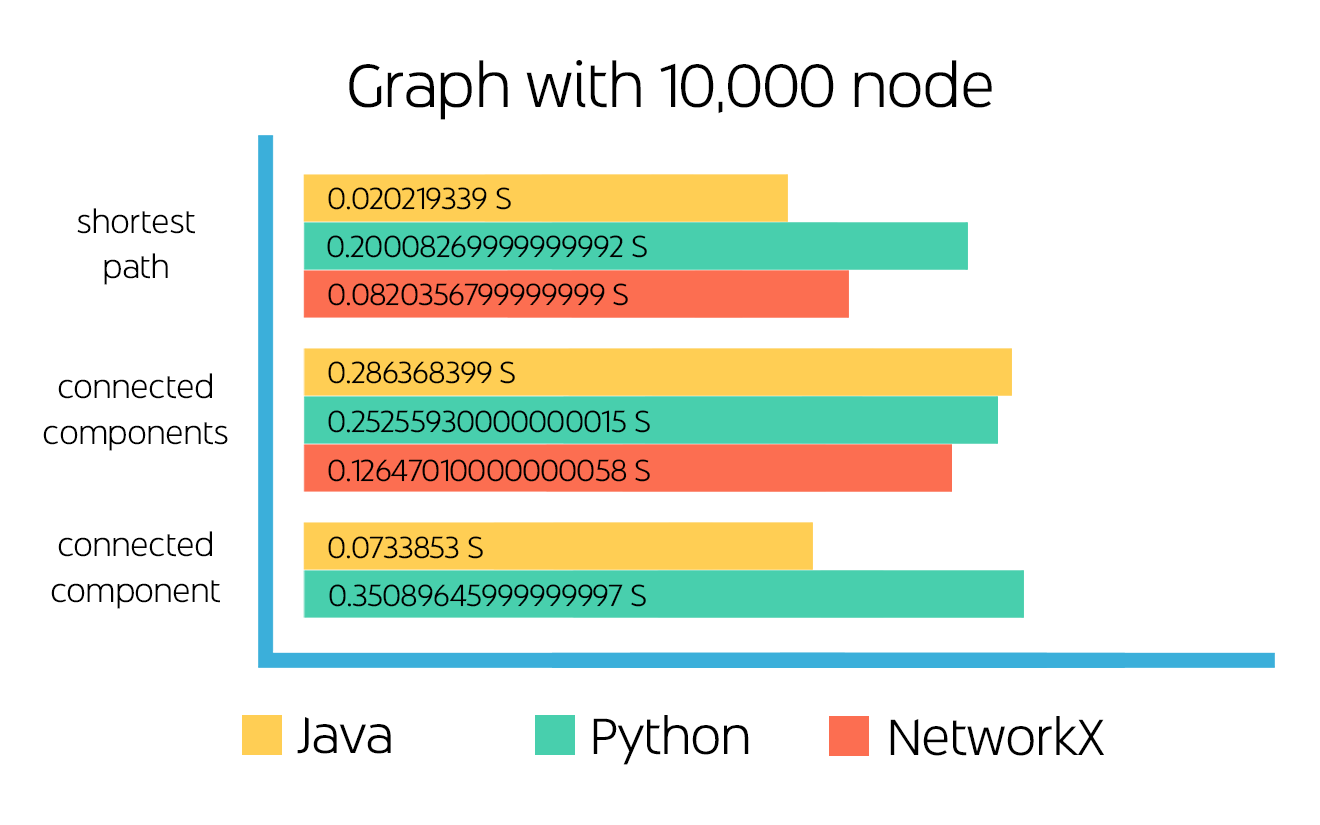 Graph with 10,000 node
shortest
path
0.020219339 S
0.20008269999999992 S
0.0820356799999999 S
connected
components
0.286368399 S
0.25255930000000015 S
0.12647010000000058 S
connected
component
0.0733853 S
0.35089645999999997 S
Java
Python
NetworkX